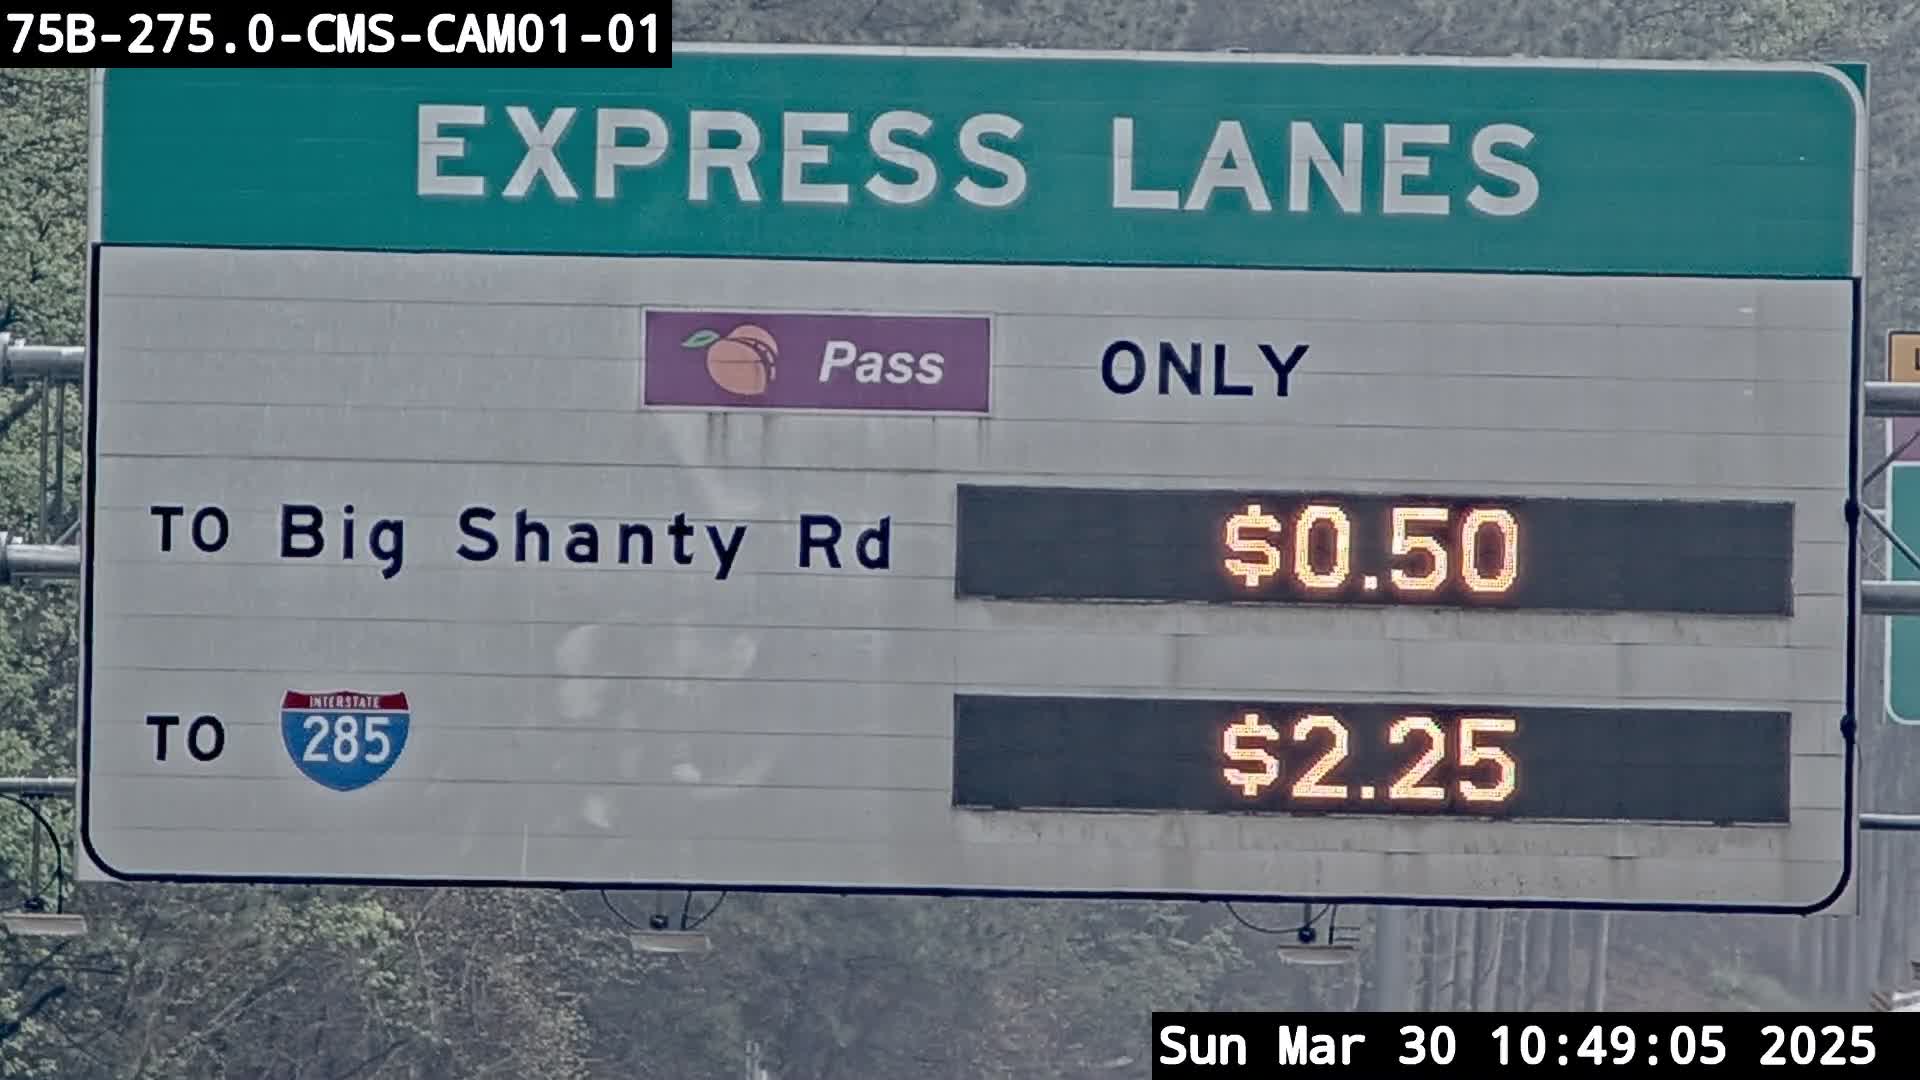 75B-275.0-CMS-CAM01-01
EXPRESS LANES
Pass ONLY
TO Big Shanty Rd $0.50
INTERSTATE
TO 285 $2.25
Sun Mar 30 10:49:05 2025